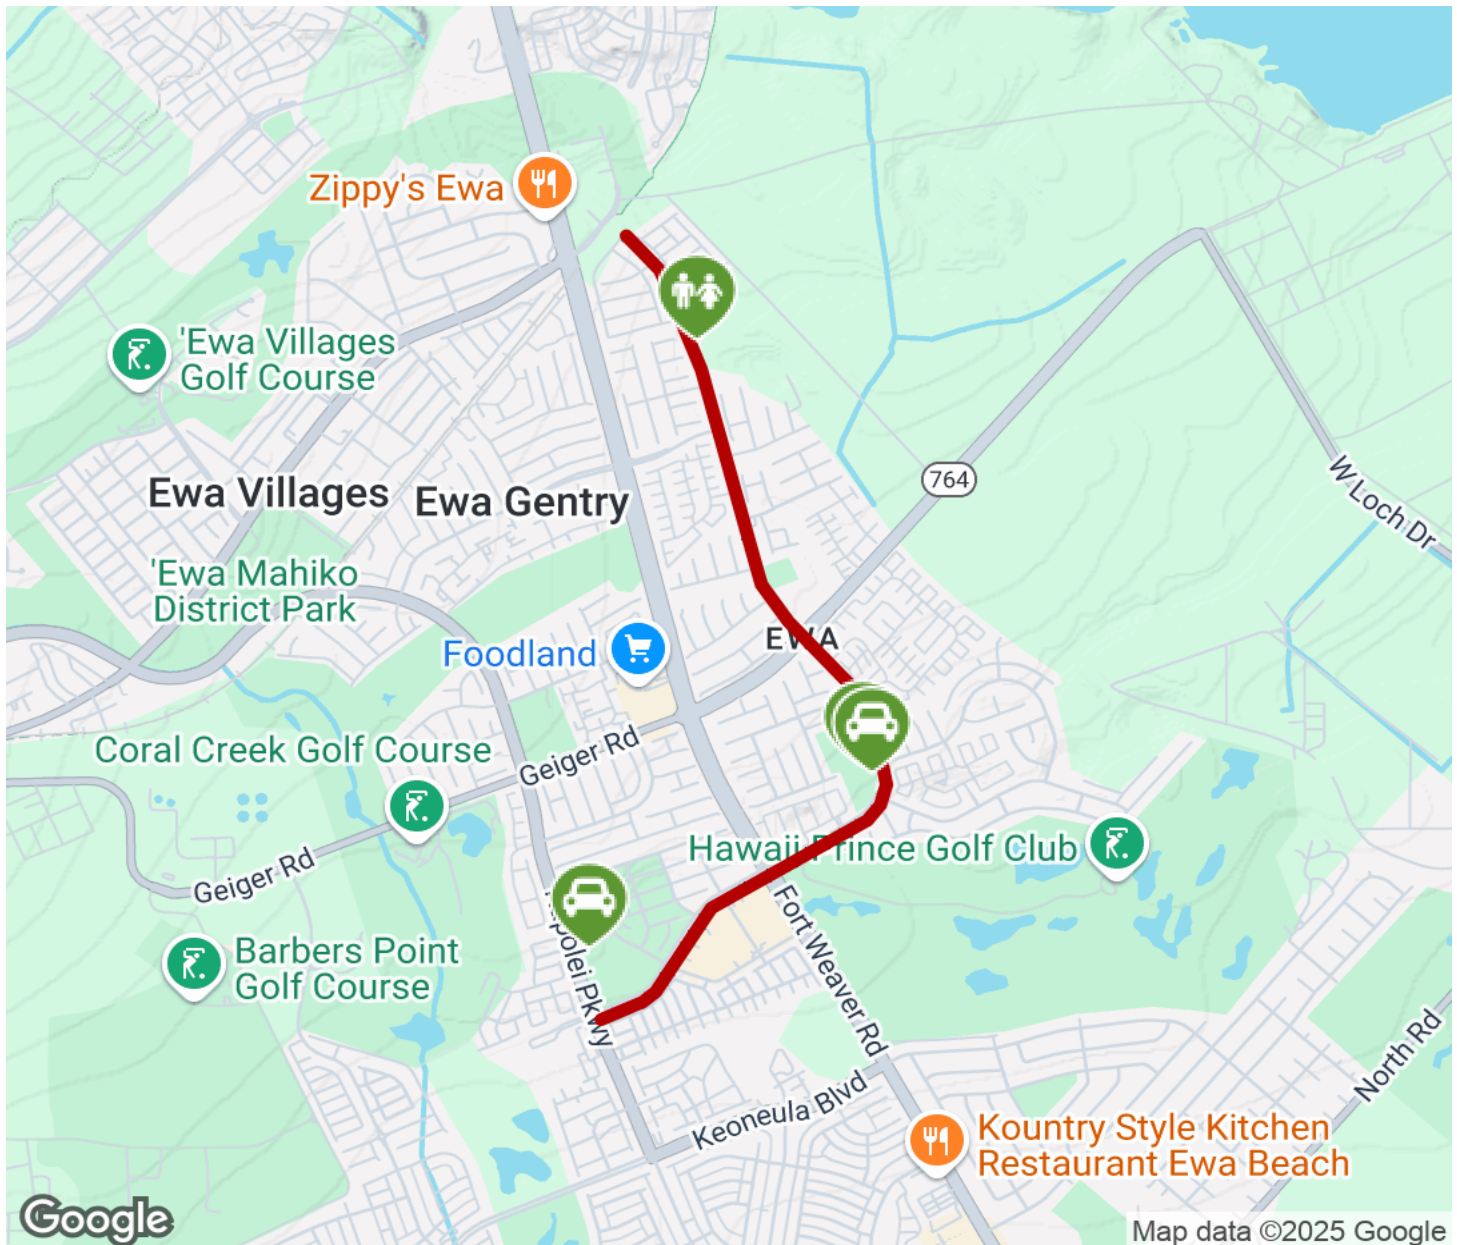 Zippy's Ewa
'Ewa Villages
Golf Course
Ewa Villages
Ewa Gentry
764
W Loch Dr
'Ewa Mahiko
District Park
EWA
Foodland
Coral Creek Golf Course
Geiger Rd
Geiger Rd
Hawaii Prince Golf Club
Barbers Point
Golf Course
polei Pkwy
Fort Weaver Rd
North Rd
Keoneula Blvd
Kountry Style Kitchen
Restaurant Ewa Beach
Google
Map data ©2025 Google